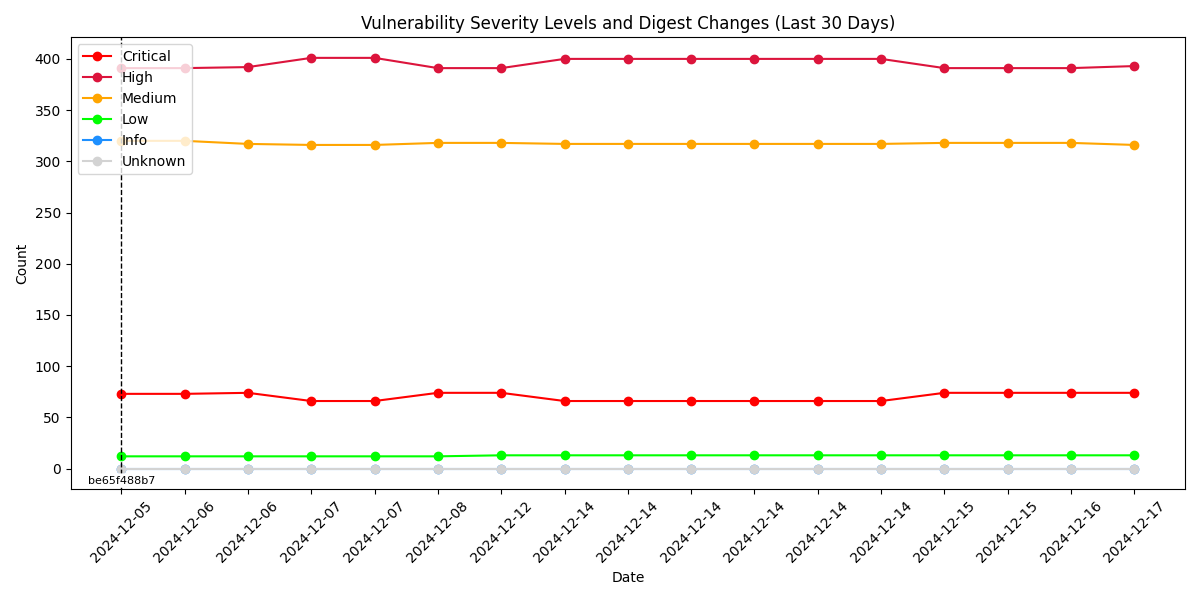 Vulnerability Severity Levels and Digest Changes (Last 30 Days)
Critical
High
Medium
Low
Info
Unknown
Count
400
350
300
250
200
150
100
50
0
be65f488b7
2024-12-05
2024-12-06
2024-12-06
2024-12-07
2024-12-07
2024-12-08
2024-12-12
2024-12-14
2024-12-14
2024-12-14
2024-12-14
2024-12-14
2024-12-14
2024-12-15
2024-12-15
2024-12-16
2024-12-17
Date